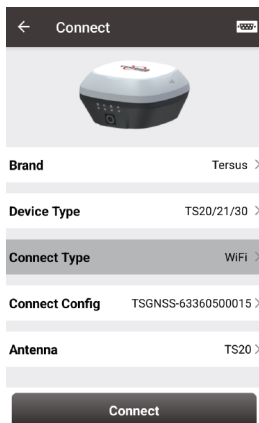 Connect
Brand Tersus
Device Type TS20/21/30
Connect Type WiFi
Connect Config TSGNSS-63360500015
Antenna TS20
Connect